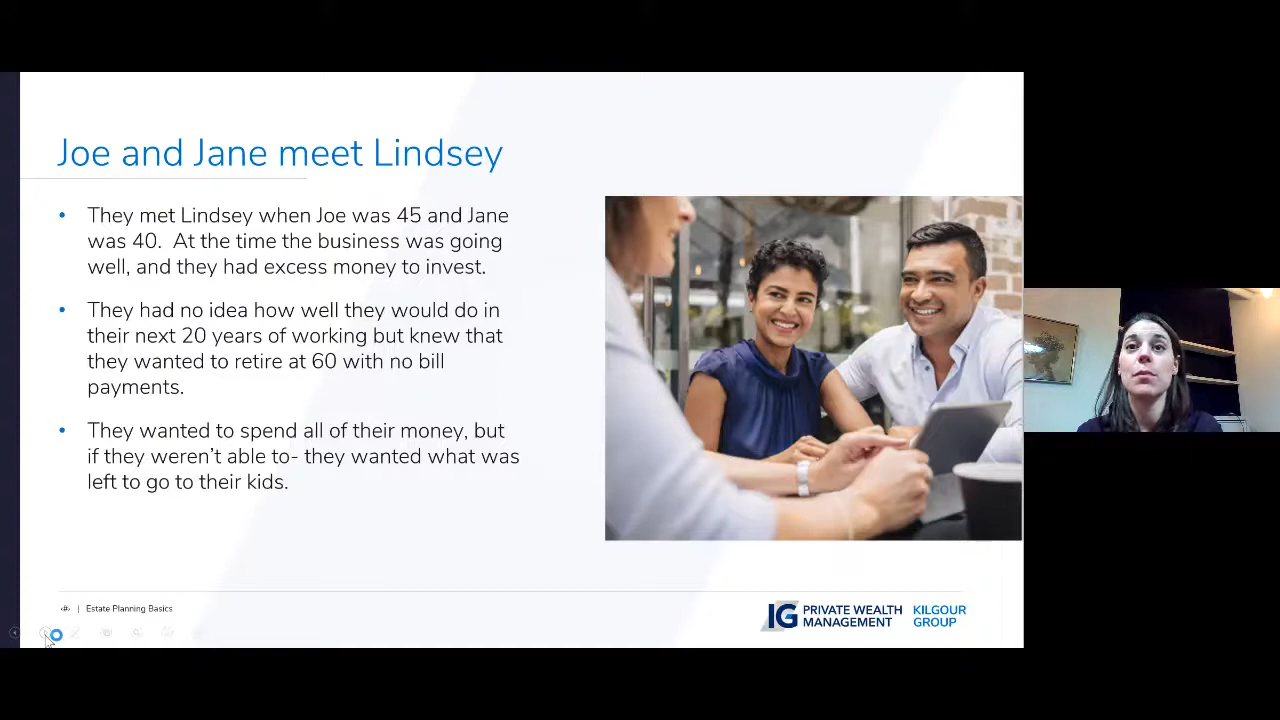 Joe and Jane meet Lindsey
• They met Lindsey when Joe was 45 and Jane
was 40. At the time the business was going
well, and they had excess money to invest.
• They had no idea how well they would do in
their next 20 years of working but knew that
they wanted to retire at 60 with no bill
payments.
• They wanted to spend all of their money, but
if they weren't able to- they wanted what was
left to go to their kids.
‹#› | Estate Planning Basics
IG PRIVATE WEALTH
MANAGEMENT
KILGOUR
GROUP